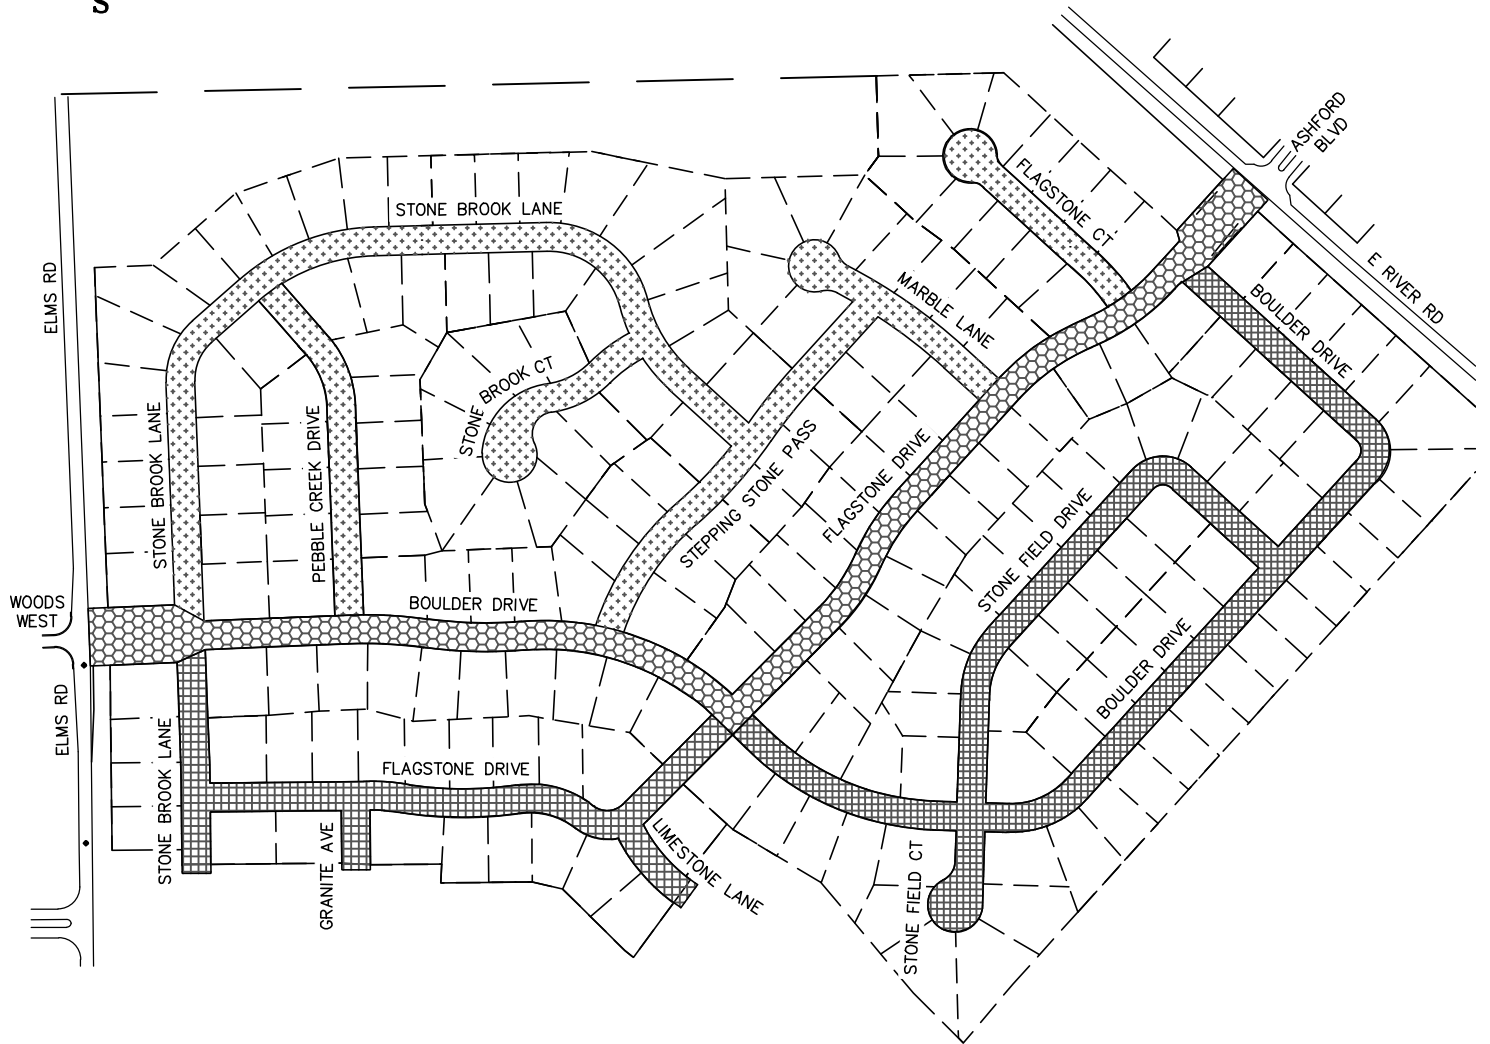 S
ASHFORD
BLVD
FLAGSTONE CT
STONE BROOK LANE
E RIVER RD
ELMS RD
MARBLE LANE
BOULDER DRIVE
STONE BROOK CT
STONE BROOK LANE
PEBBLE CREEK DRIVE
STEPPING STONE PASS
FLAGSTONE DRIVE
STONE FIELD DRIVE
WOODS
WEST
BOULDER DRIVE
BOULDER DRIVE
ELMS RD
STONE BROOK LANE
FLAGSTONE DRIVE
GRANITE AVE
LIMESTONE LANE
STONE FIELD CT